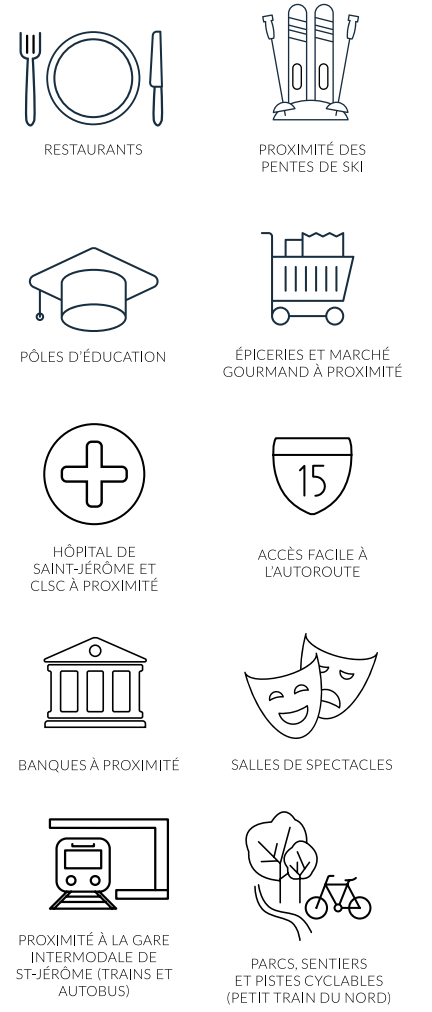 RESTAURANTS
PROXIMITÉ DES
PENTES DE SKI
PÔLES D'ÉDUCATION
ÉPICERIES ET MARCHÉ
GOURMAND À PROXIMITÉ
HÔPITAL DE
SAINT-JÉRÔME ET
CLSC À PROXIMITÉ
15
ACCÈS FACILE À
L'AUTOROUTE
BANQUES À PROXIMITÉ
SALLES DE SPECTACLES
PROXIMITÉ À LA GARE
INTERMODALE DE
ST-JÉRÔME (TRAINS ET
AUTOBUS)
PARCS, SENTIERS
ET PISTES CYCLABLES
(PETIT TRAIN DU NORD)